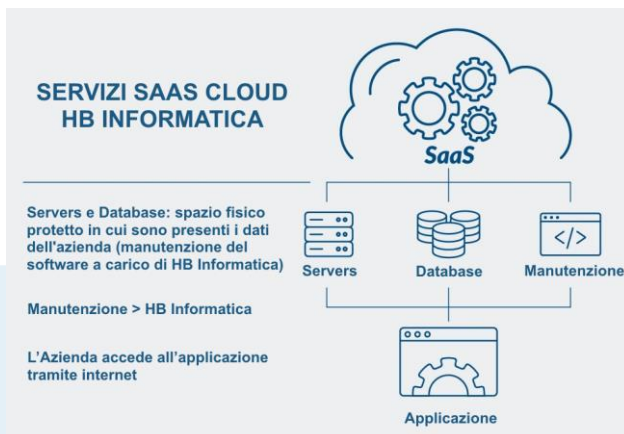 SERVIZI SAAS CLOUD
HB INFORMATICA
SaaS
Servers e Database: spazio fisico
protetto in cui sono presenti i dati
dell'azienda (manutenzione del
software a carico di HB Informatica)
Servers
Database
Manutenzione
</>
Manutenzione > HB Informatica
L'Azienda accede all'applicazione
tramite internet
Applicazione